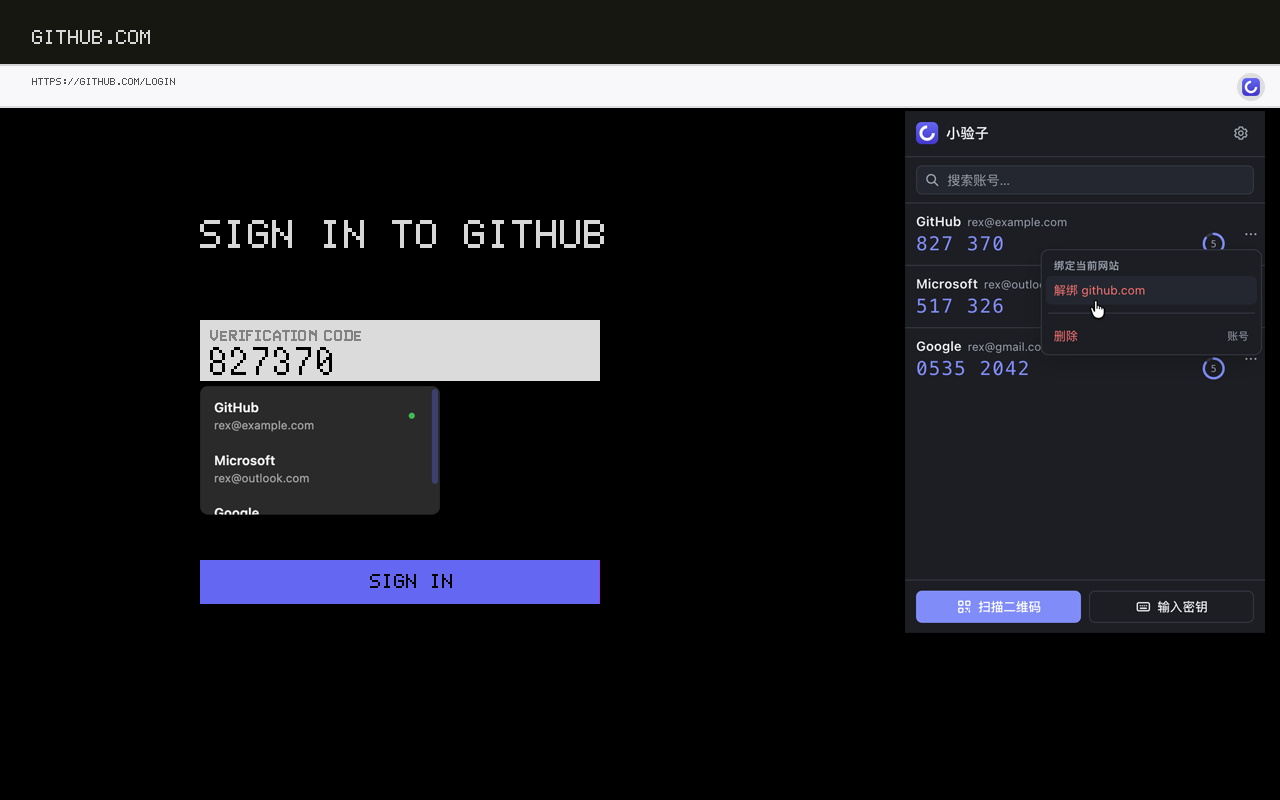 GITHUB.COM
HTTPS://GITHUB.COM/LOGIN
SIGN IN TO GITHUB
VERIFICATION CODE
827370
GitHub
rex@example.com
Microsoft
rex@outlook.com
Google
SIGN IN
小验子
搜索账号...
GitHub rex@example.com
827 370
5
...
绑定当前网站
解绑 github.com
删除 账号
Microsoft
517 326
Google
0535 2042
5
...
扫描二维码
输入密钥